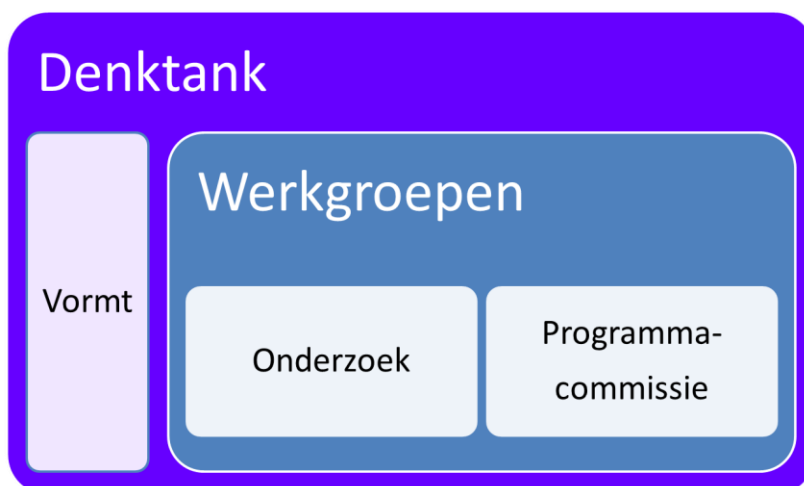 Denktank
Vormt
Werkgroepen
Onderzoek
Programma-
commissie